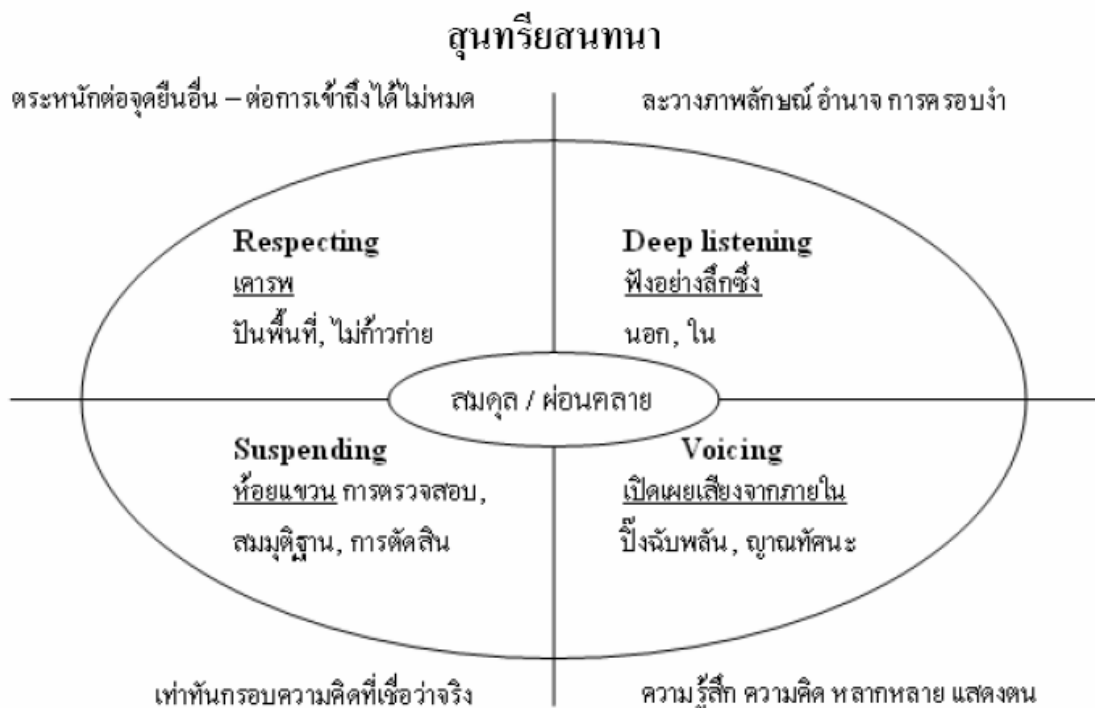 สุนทรียสนทนา
ตระหนักต่อจุดยืนอื่น – ต่อการเข้าถึงได้ไม่หมด
ละวางภาพลักษณ์ อำนาจ การครอบงำ
Respecting
เคารพ
ปันพื้นที่, ไม่ก้าวก่าย
Deep listening
ฟังอย่างลึกซึ่ง
นอก, ใน
สมดุล / ผ่อนคลาย
Suspending
ห้อยแขวน การตรวจสอบ,
สมมุติฐาน, การตัดสิน
Voicing
เปิดเผยเสียงจากภายใน
ปิ๊งฉับพลัน, ญาณทัศนะ
เท่าทันกรอบความคิดที่เชื่อว่าจริง
ความรู้สึก ความคิด หลากหลาย แสดงตน